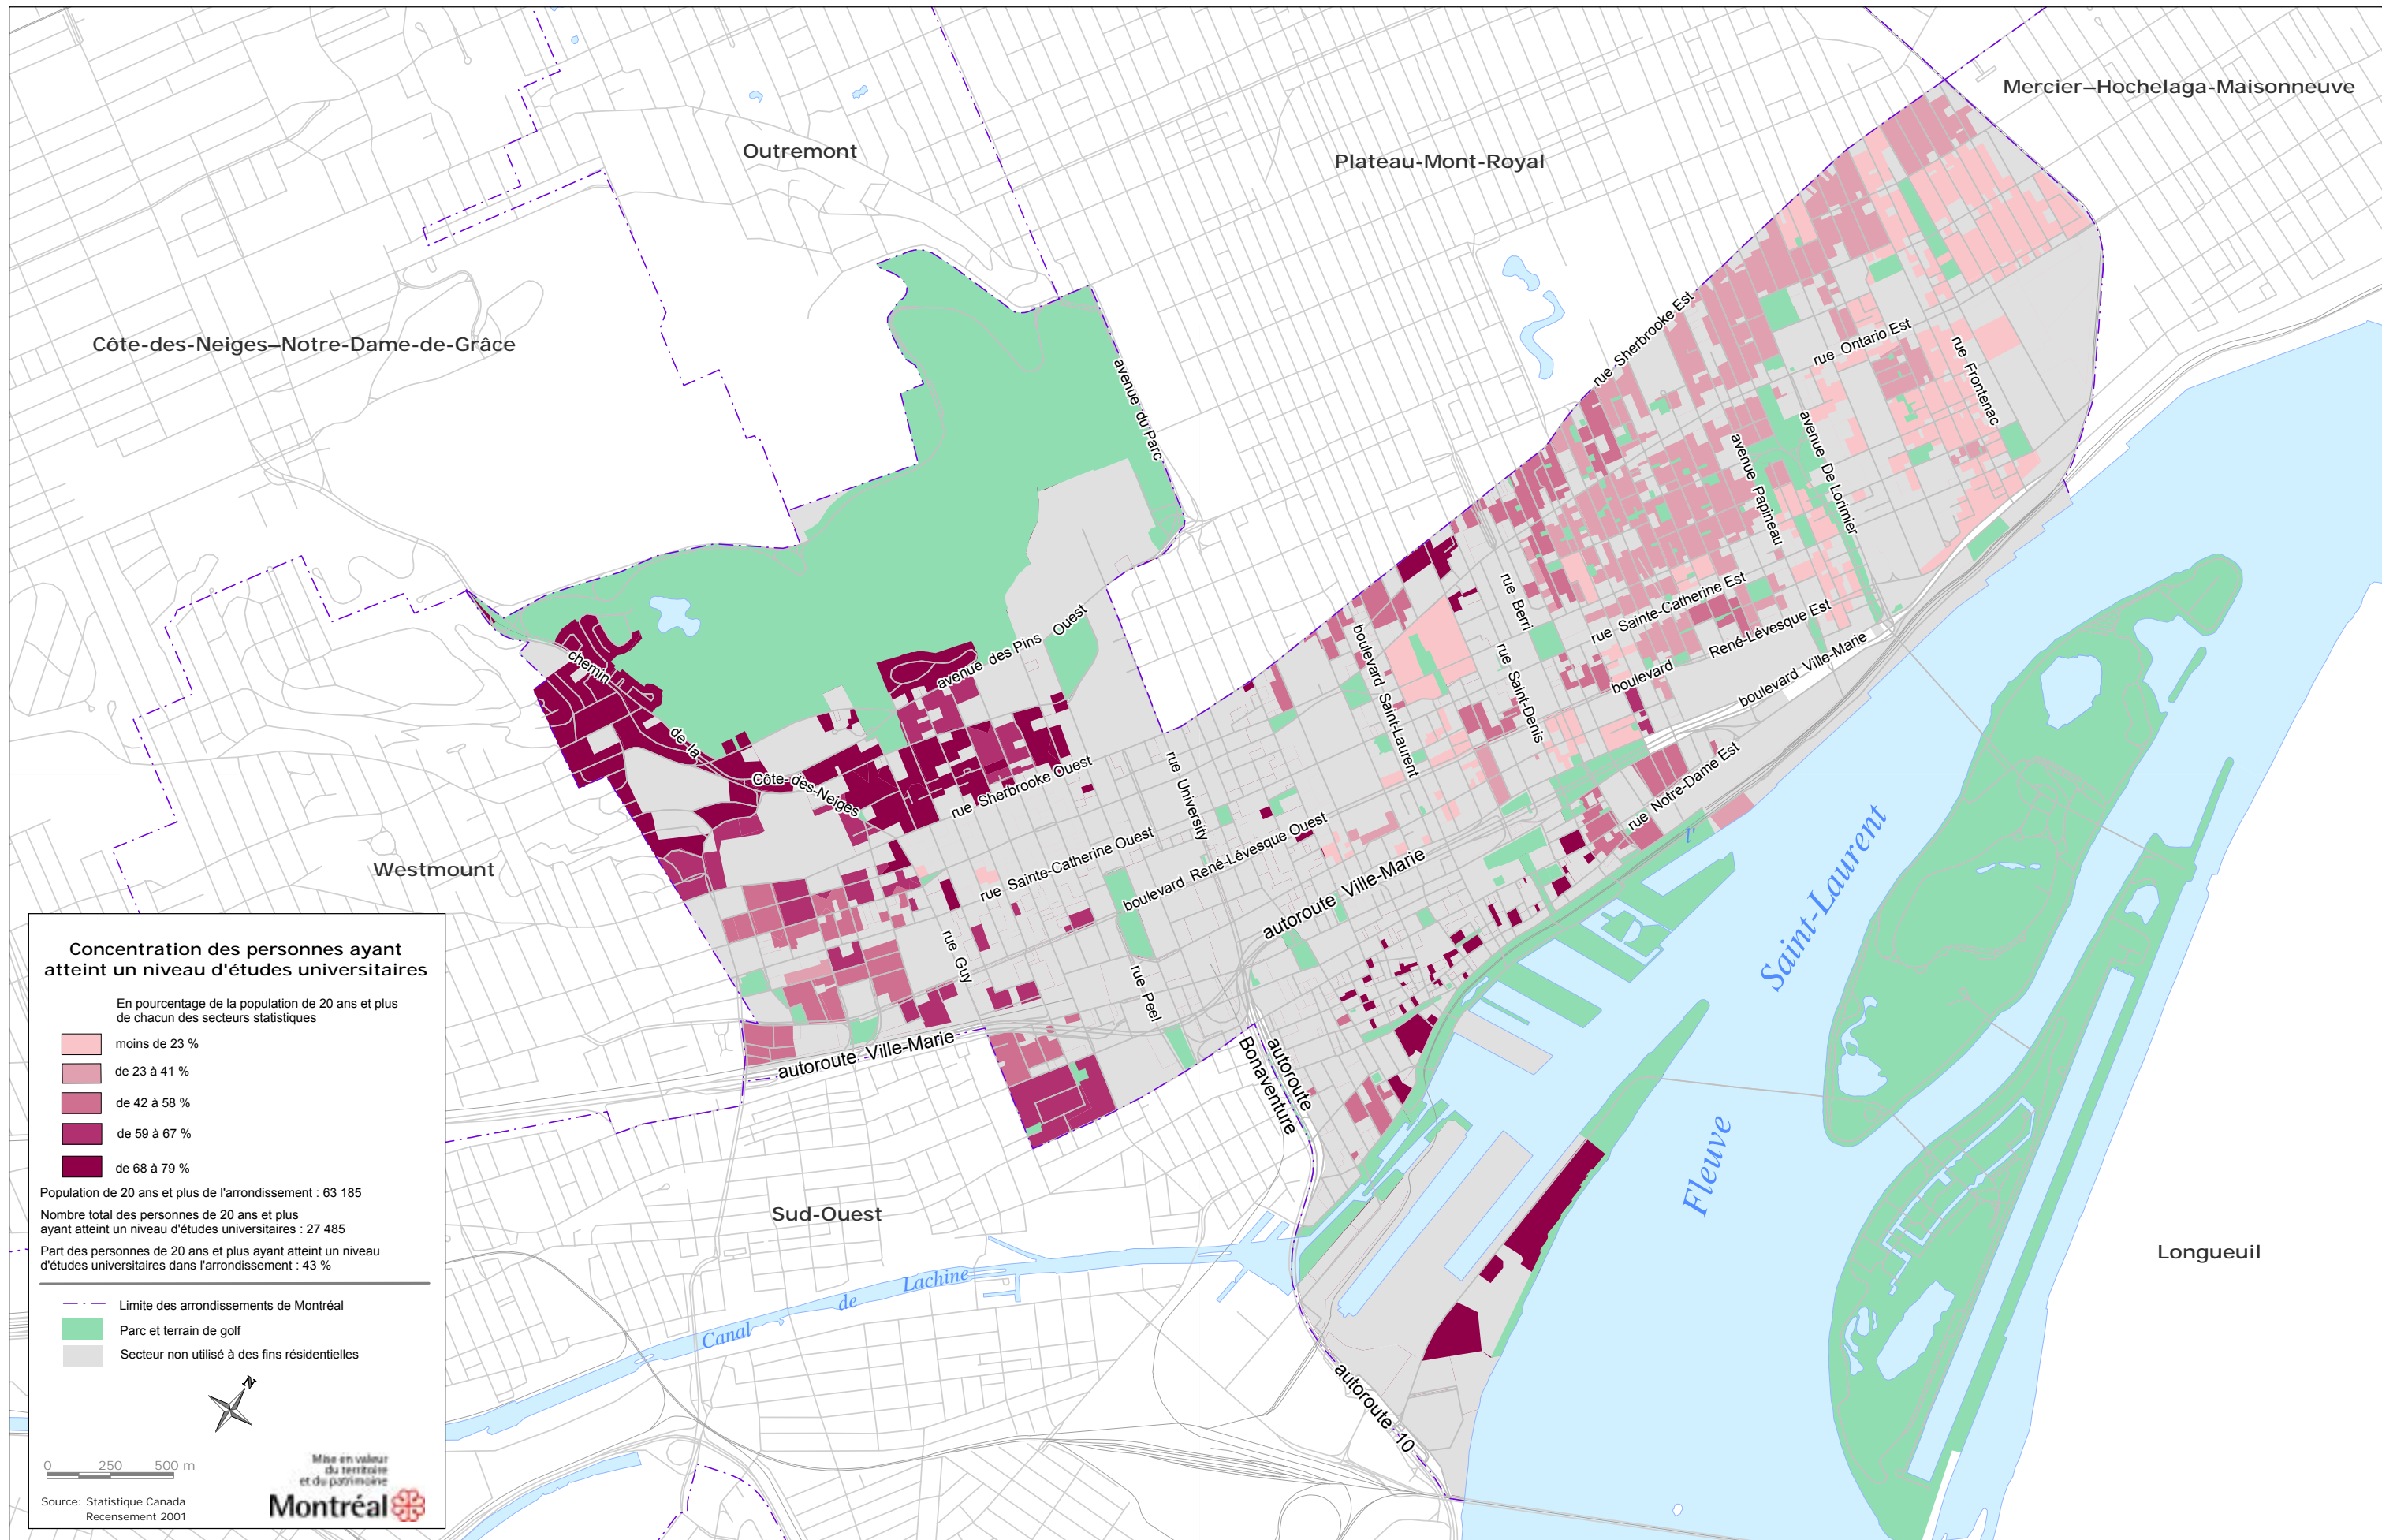 Mercier–Hochelaga-Maisonneuve
Outremont
Plateau-Mont-Royal
Côte-des-Neiges–Notre-Dame-de-Grâce
avenue du Parc
rue Sherbrooke Est
rue Ontario Est
rue Frontenac
avenue Papineau
avenue De Lorimier
avenue des Pins Ouest
rue Berri
rue Sainte-Catherine Est
boulevard René-Lévesque Est
boulevard Ville-Marie
boulevard Saint-Laurent
rue Saint-Denis
chemin de la Côte-des-Neiges
rue Sherbrooke Ouest
rue University
rue Notre-Dame Est
rue Sainte-Catherine Ouest
boulevard René-Lévesque Ouest
autoroute Ville-Marie
Westmount
rue Guy
rue Peel
autoroute Ville-Marie
autoroute Bonaventure
Fleuve Saint-Laurent
l'
Sud-Ouest
Longueuil
Canal de Lachine
autoroute 10
Concentration des personnes ayant
atteint un niveau d'études universitaires
En pourcentage de la population de 20 ans et plus
de chacun des secteurs statistiques
moins de 23 %
de 23 à 41 %
de 42 à 58 %
de 59 à 67 %
de 68 à 79 %
Population de 20 ans et plus de l'arrondissement : 63 185
Nombre total des personnes de 20 ans et plus
ayant atteint un niveau d'études universitaires : 27 485
Part des personnes de 20 ans et plus ayant atteint un niveau
d'études universitaires dans l'arrondissement : 43 %
Limite des arrondissements de Montréal
Parc et terrain de golf
Secteur non utilisé à des fins résidentielles
N
0 250 500 m
Mise en valeur
du territoire
et du patrimoine
Montréal
Source: Statistique Canada
Recensement 2001